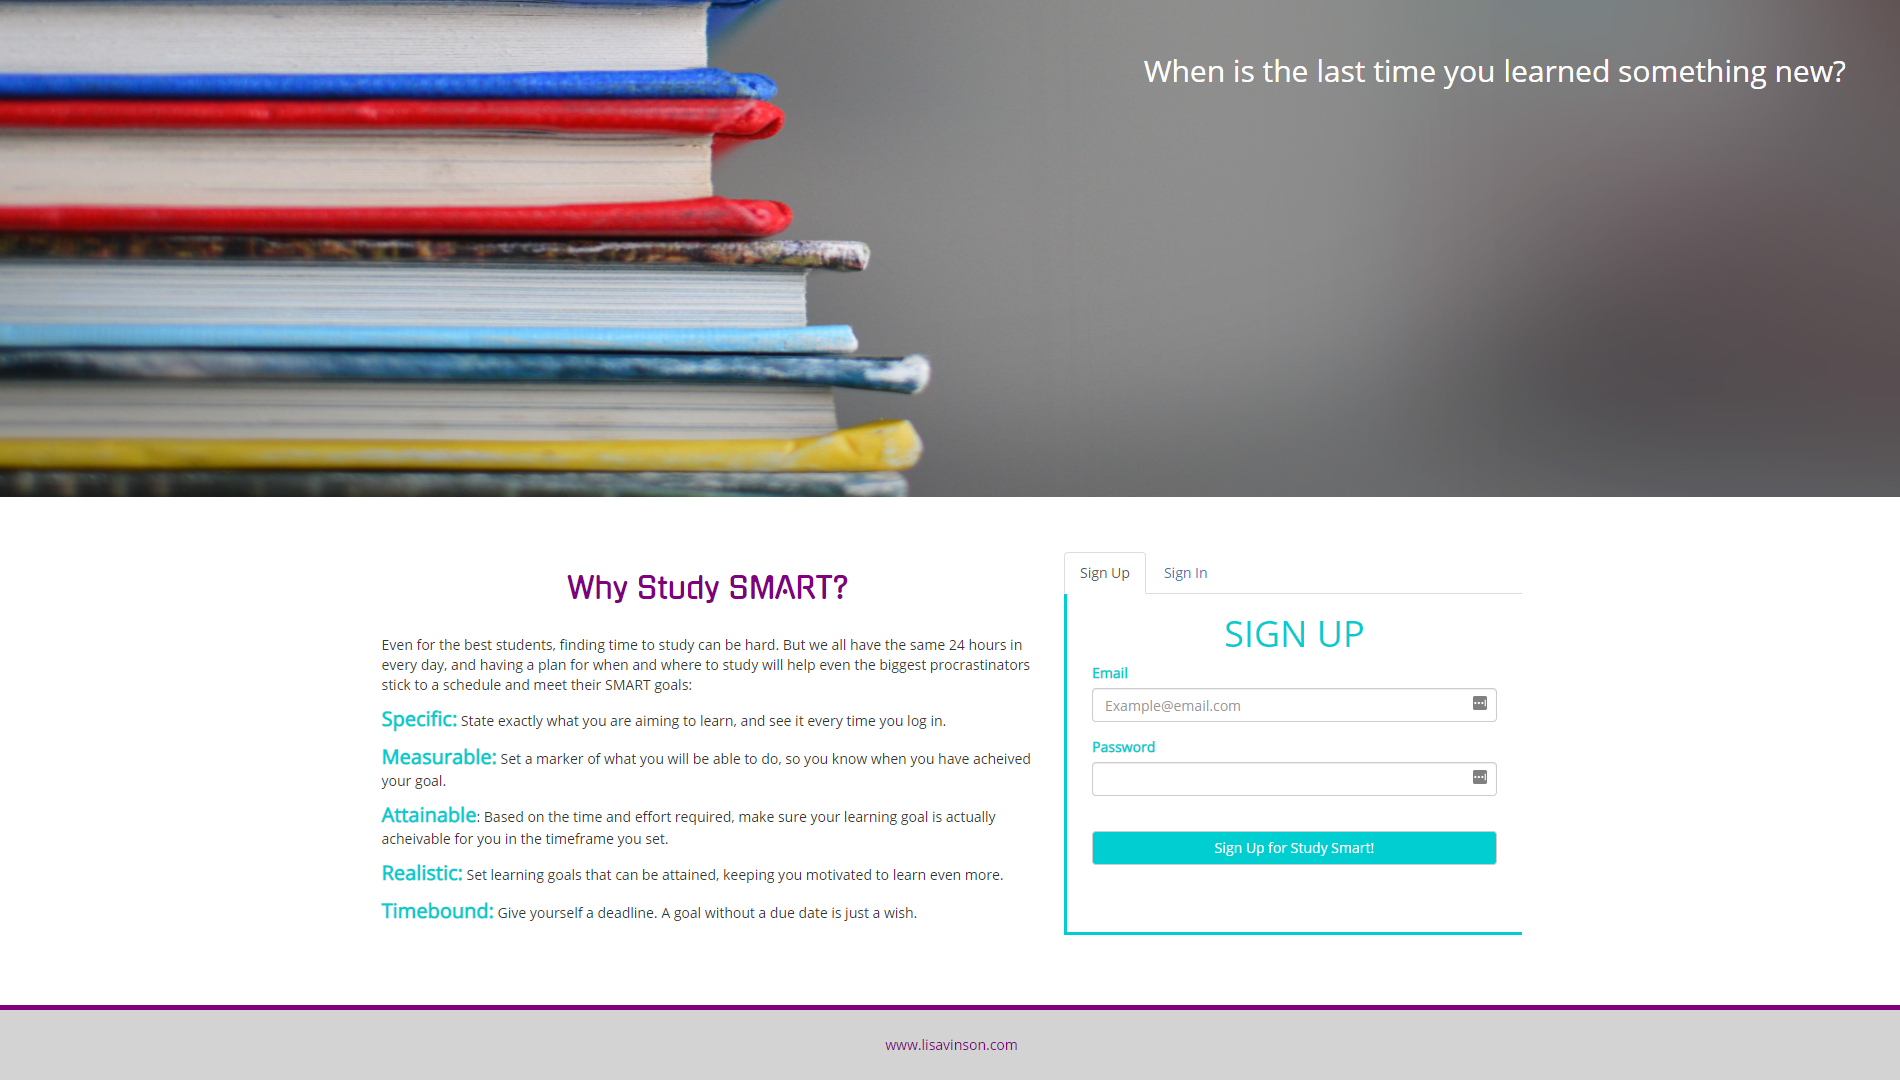 When is the last time you learned something new?
Why Study SMART?
Even for the best students, finding time to study can be hard. But we all have the same 24 hours in
every day, and having a plan for when and where to study will help even the biggest procrastinators
stick to a schedule and meet their SMART goals:
Specific: State exactly what you are aiming to learn, and see it every time you log in.
Measurable: Set a marker of what you will be able to do, so you know when you have acheived
your goal.
Attainable: Based on the time and effort required, make sure your learning goal is actually
acheivable for you in the timeframe you set.
Realistic: Set learning goals that can be attained, keeping you motivated to learn even more.
Timebound: Give yourself a deadline. A goal without a due date is just a wish.
Sign Up
Sign In
SIGN UP
Email
Example@email.com
Password
Sign Up for Study Smart!
www.lisavinson.com